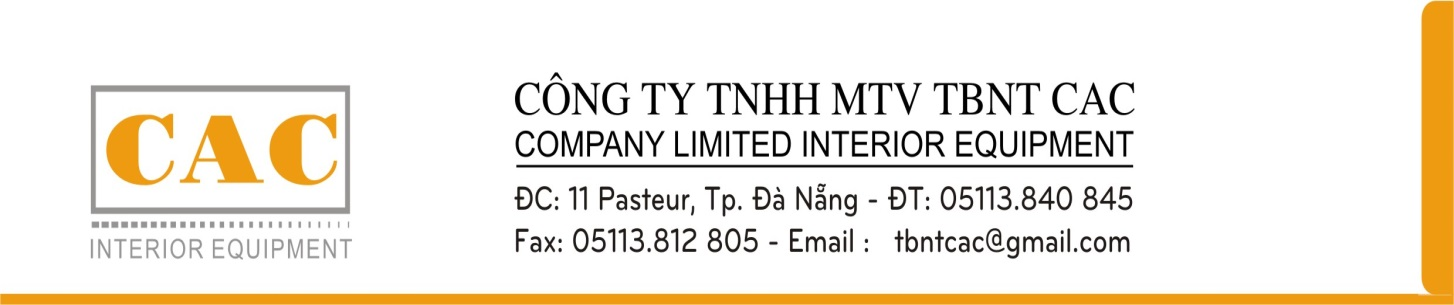 CAC
INTERIOR EQUIPMENT
CÔNG TY TNHH MTV TBNT CAC
COMPANY LIMITED INTERIOR EQUIPMENT
ĐC: 11 Pasteur, Tp. Đà Nẵng - ĐT: 05113.840 845
Fax: 05113.812 805 - Email : tbntcac@gmail.com